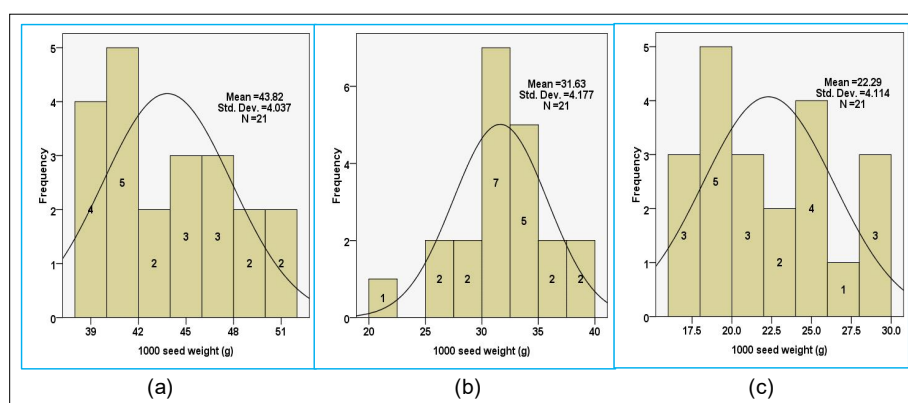 5
4
3
2
1
0
Frequency
4
5
2
3
3
2
2
Mean =43.82
Std. Dev. =4.037
N =21
39 42 45 48 51
1000 seed weight (g)
(a)
6
4
2
0
Frequency
1
2
2
7
5
2
2
Mean =31.63
Std. Dev. =4.177
N =21
20 25 30 35 40
1000 seed weight (g)
(b)
5
4
3
2
1
0
Frequency
3
5
3
2
4
1
3
Mean =22.29
Std. Dev. =4.114
N =21
17.5 20.0 22.5 25.0 27.5 30.0
1000 seed weight (g)
(c)